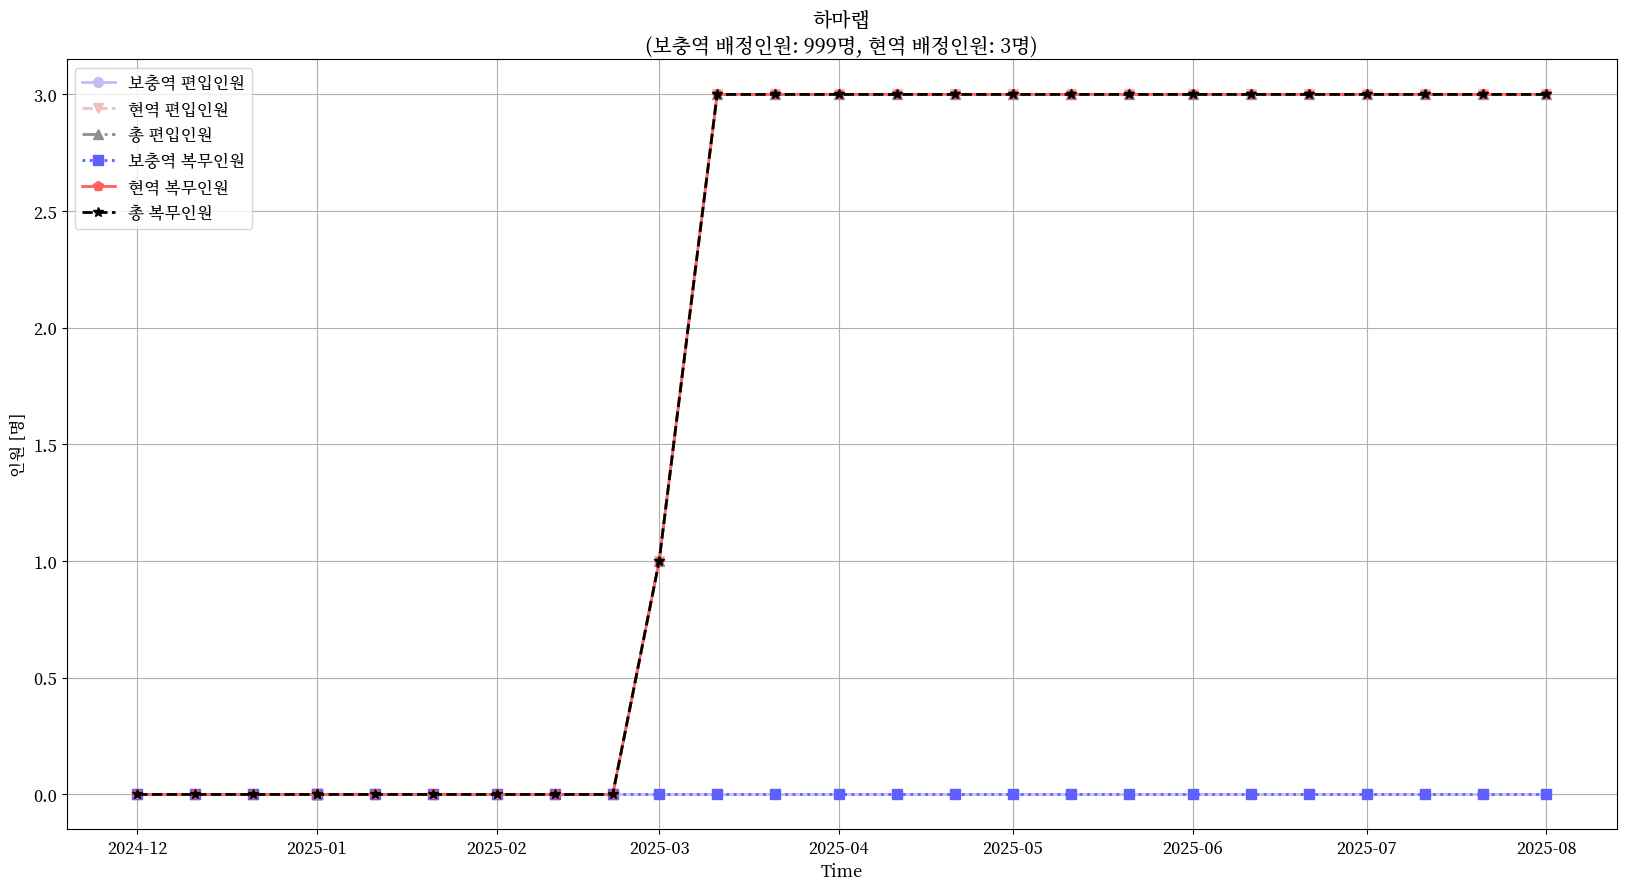 하마랩
(보충역 배정인원: 999명, 현역 배정인원: 3명)
보충역 편입인원
현역 편입인원
총 편입인원
보충역 복무인원
현역 복무인원
총 복무인원
3.0
2.5
2.0
1.5
1.0
0.5
0.0
인원 [명]
2024-12
2025-01
2025-02
2025-03
2025-04
2025-05
2025-06
2025-07
2025-08
Time